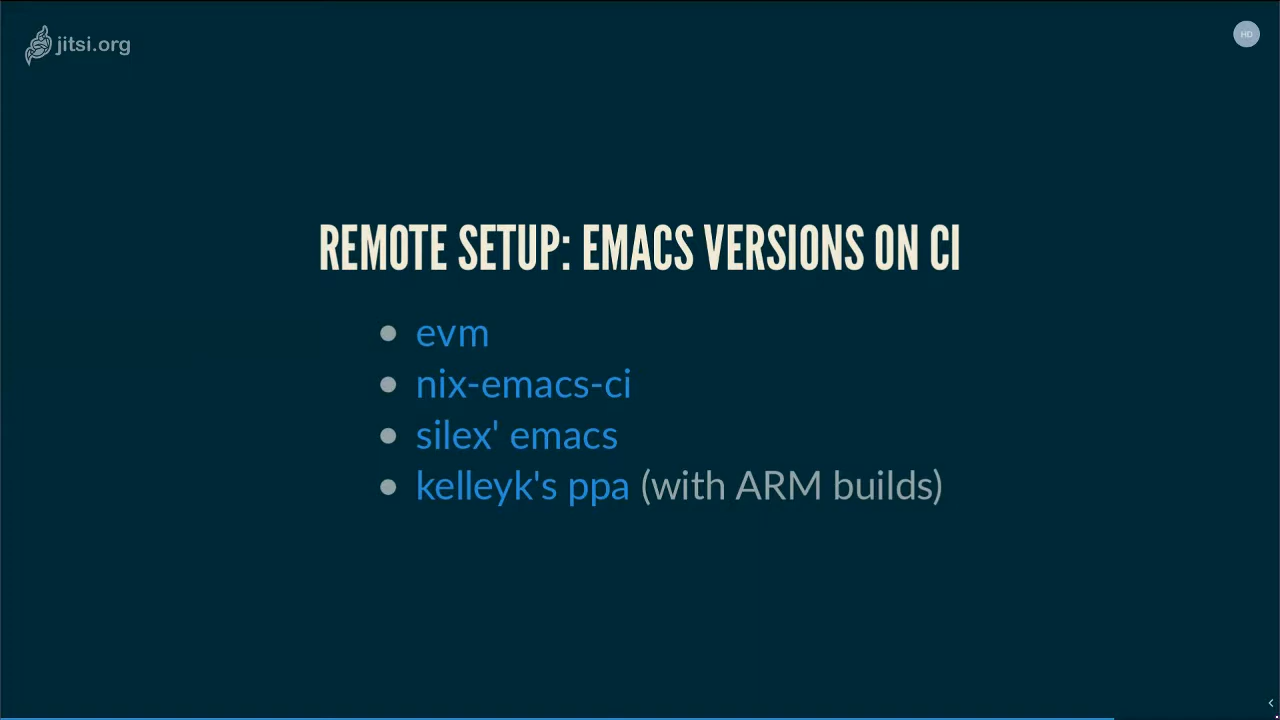 jitsi.org
HD
REMOTE SETUP: EMACS VERSIONS ON CI
evm
nix-emacs-ci
silex' emacs
kelleyk's ppa (with ARM builds)